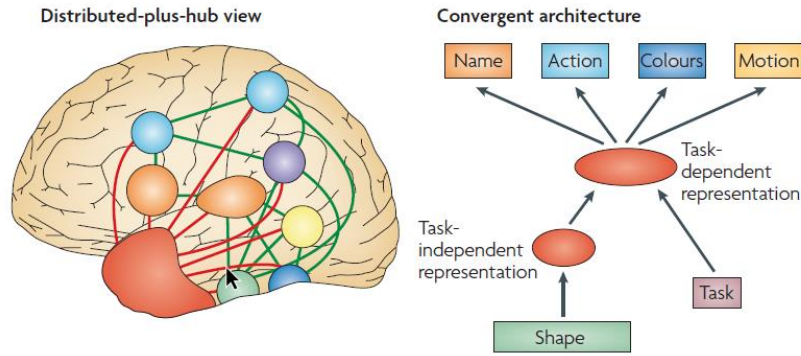 Distributed-plus-hub view
Convergent architecture
Name
Action
Colours
Motion
Task-
dependent
representation
Task-
independent
representation
Task
Shape